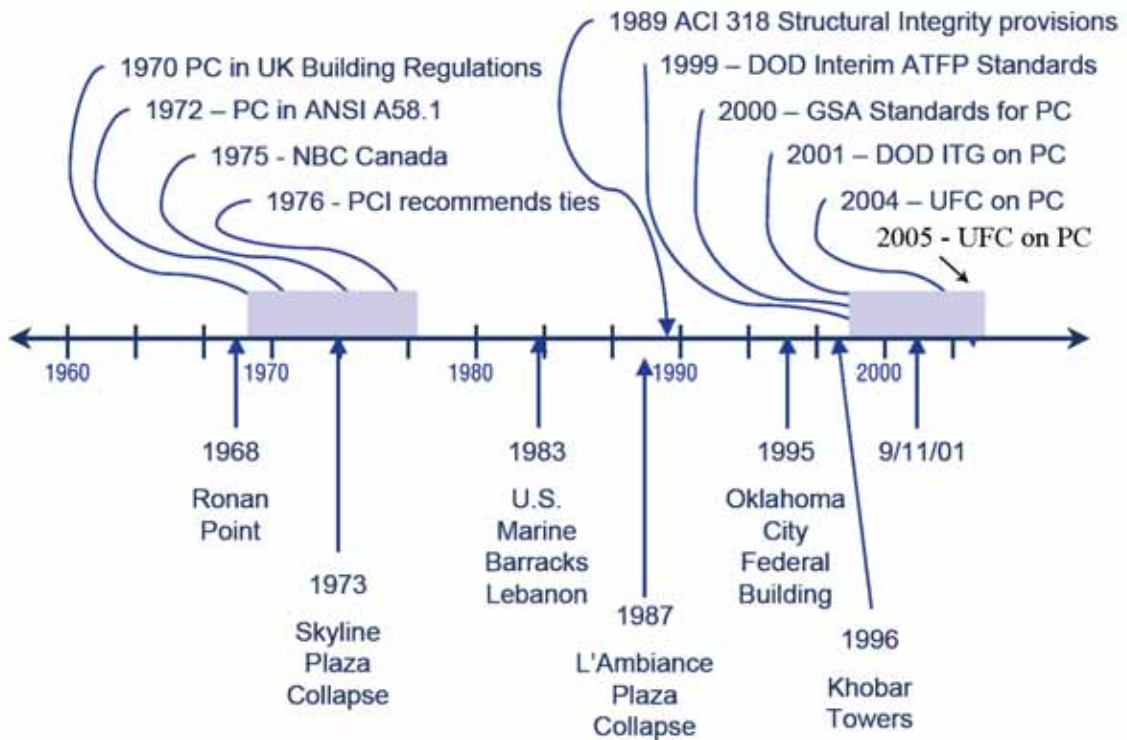 1989 ACI 318 Structural Integrity provisions
1970 PC in UK Building Regulations
1999 – DOD Interim ATFP Standards
1972 – PC in ANSI A58.1
2000 – GSA Standards for PC
1975 - NBC Canada
2001 – DOD ITG on PC
1976 - PCI recommends ties
2004 – UFC on PC
2005 - UFC on PC
1960
1970
1980
1990
2000
1968
Ronan
Point
1973
Skyline
Plaza
Collapse
1983
U.S.
Marine
Barracks
Lebanon
1987
L'Ambiance
Plaza
Collapse
1995
Oklahoma
City
Federal
Building
1996
Khobar
Towers
9/11/01